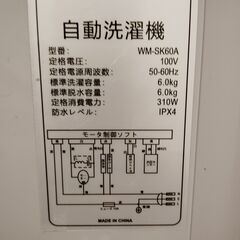 自動洗濯機
型番: WM-SK60A
定格電圧: 100V
定格電源周波数: 50-60Hz
標準洗濯容量: 6.0kg
標準脱水容量: 6.0kg
定格消費電力: 310W
防水レベル: IPX4
モータ制御ソフト
MADE IN CHINA